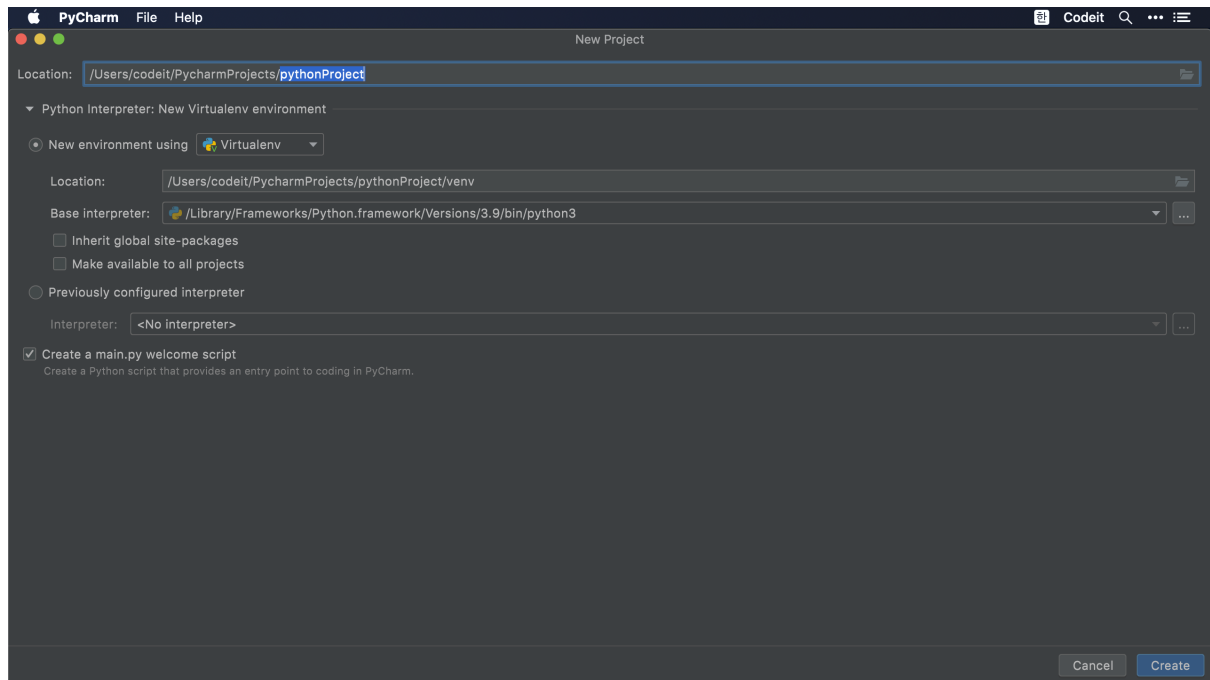 PyCharm File Help 한 Codeit
New Project
Location: /Users/codeit/PycharmProjects/pythonProject
Python Interpreter: New Virtualenv environment
New environment using Virtualenv
Location: /Users/codeit/PycharmProjects/pythonProject/venv
Base interpreter: /Library/Frameworks/Python.framework/Versions/3.9/bin/python3 ...
Inherit global site-packages
Make available to all projects
Previously configured interpreter
Interpreter: <No interpreter> ...
Create a main.py welcome script
Create a Python script that provides an entry point to coding in PyCharm.
Cancel Create